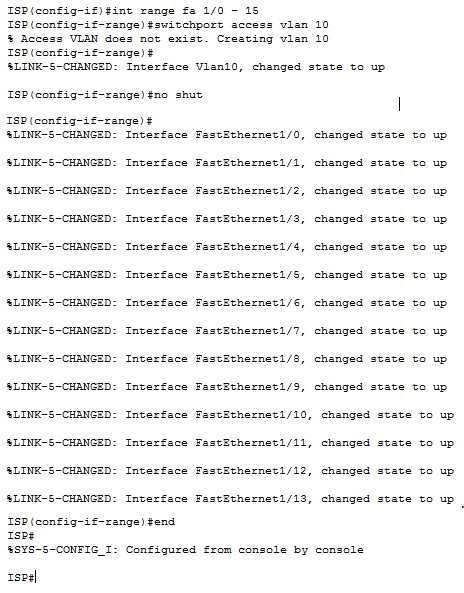 ISP(config-if)#int range fa 1/0 - 15
ISP(config-if-range)#switchport access vlan 10
% Access VLAN does not exist. Creating vlan 10
ISP(config-if-range)#
%LINK-5-CHANGED: Interface Vlan10, changed state to up
ISP(config-if-range)#no shut
ISP(config-if-range)#
%LINK-5-CHANGED: Interface FastEthernet1/0, changed state to up
%LINK-5-CHANGED: Interface FastEthernet1/1, changed state to up
%LINK-5-CHANGED: Interface FastEthernet1/2, changed state to up
%LINK-5-CHANGED: Interface FastEthernet1/3, changed state to up
%LINK-5-CHANGED: Interface FastEthernet1/4, changed state to up
%LINK-5-CHANGED: Interface FastEthernet1/5, changed state to up
%LINK-5-CHANGED: Interface FastEthernet1/6, changed state to up
%LINK-5-CHANGED: Interface FastEthernet1/7, changed state to up
%LINK-5-CHANGED: Interface FastEthernet1/8, changed state to up
%LINK-5-CHANGED: Interface FastEthernet1/9, changed state to up
%LINK-5-CHANGED: Interface FastEthernet1/10, changed state to up
%LINK-5-CHANGED: Interface FastEthernet1/11, changed state to up
%LINK-5-CHANGED: Interface FastEthernet1/12, changed state to up
%LINK-5-CHANGED: Interface FastEthernet1/13, changed state to up .
ISP(config-if-range)#end
ISP#
%SYS-5-CONFIG_I: Configured from console by console
ISP#